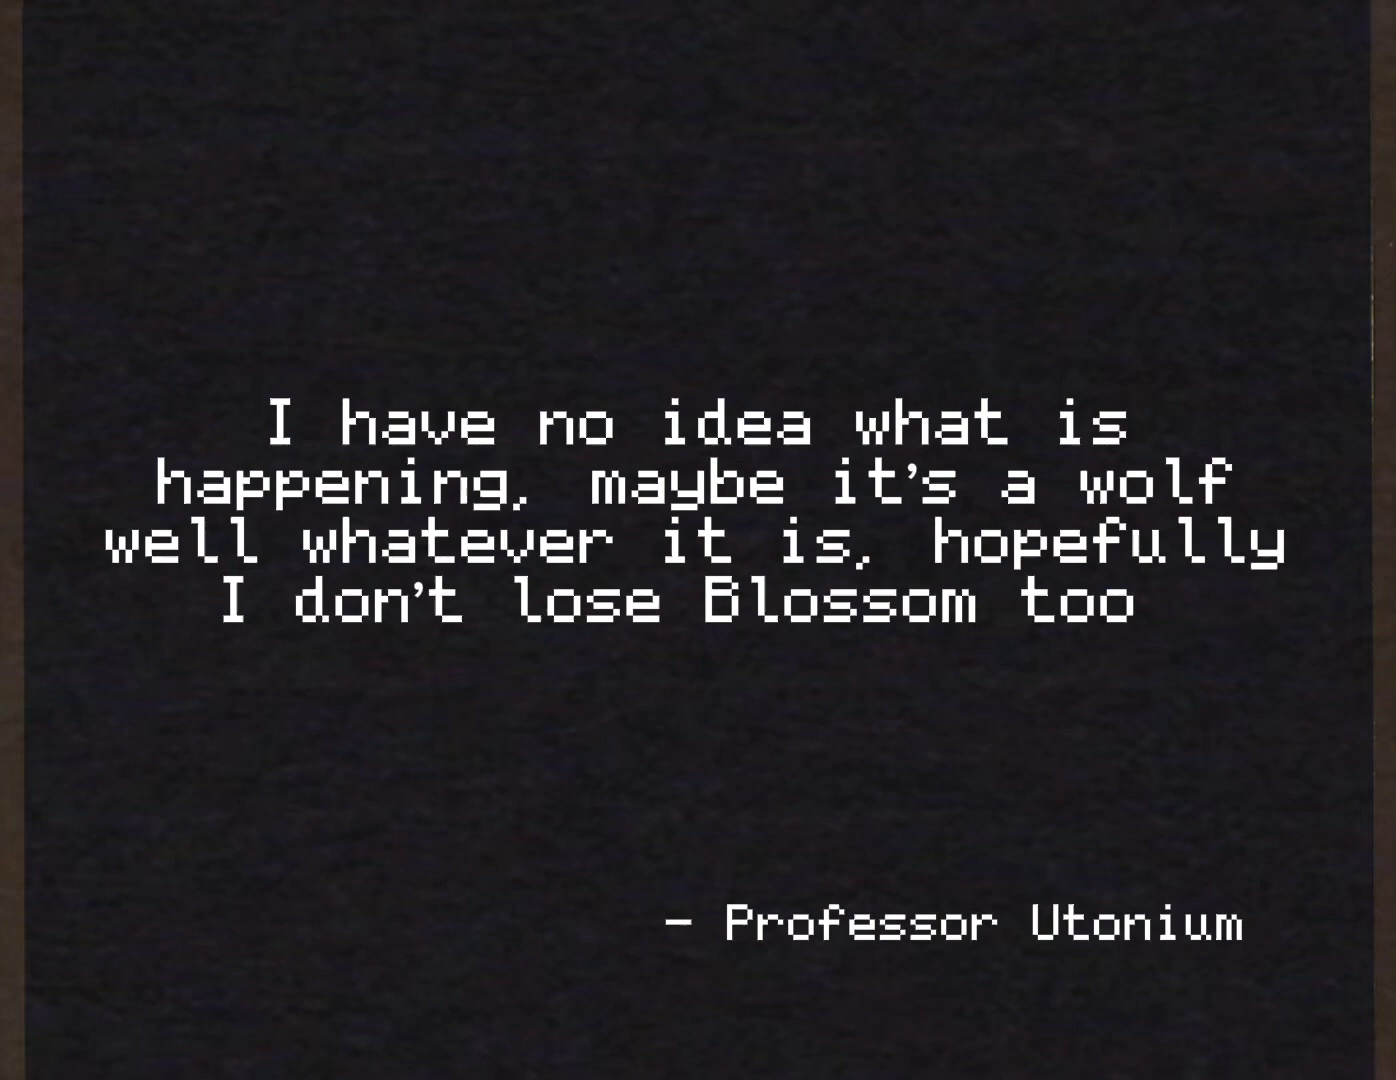 I have no idea what is
happening, maybe it's a wolf
well whatever it is, hopefully
I don't lose Blossom too
- Professor Utonium